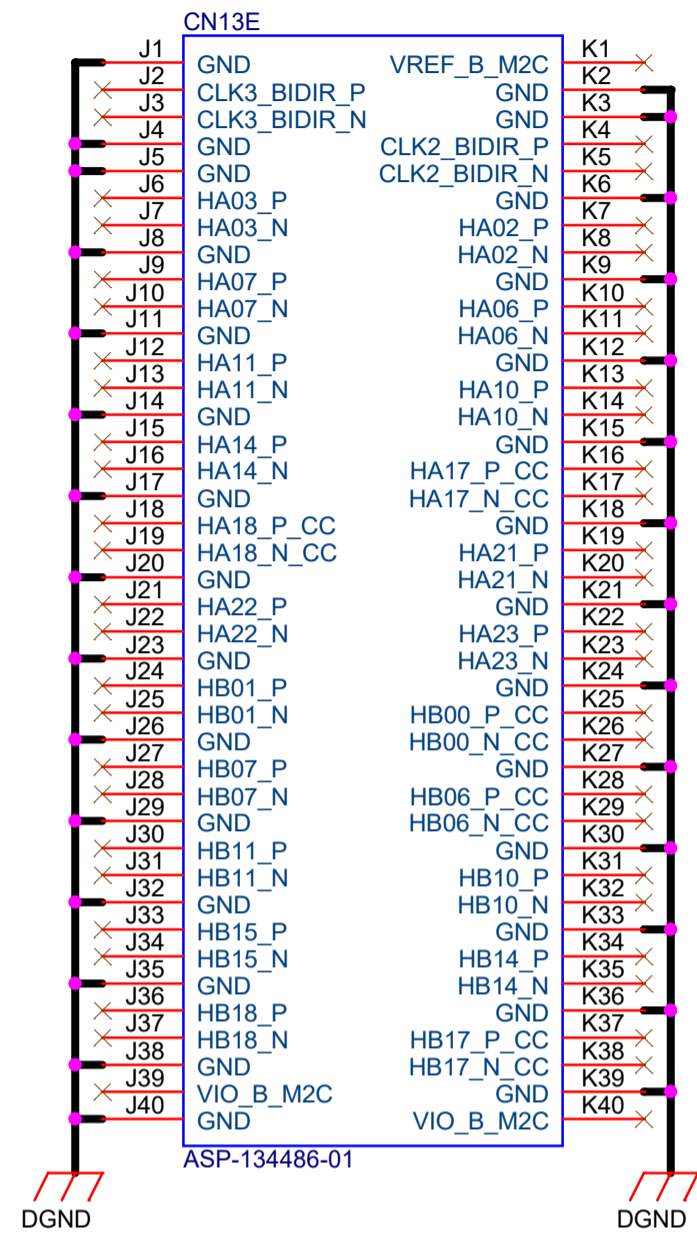 CN13E
J1 GND VREF_B_M2C K1
J2 CLK3_BIDIR_P GND K2
J3 CLK3_BIDIR_N GND K3
J4 GND CLK2_BIDIR_P K4
J5 GND CLK2_BIDIR_N K5
J6 HA03_P GND K6
J7 HA03_N HA02_P K7
J8 GND HA02_N K8
J9 HA07_P GND K9
J10 HA07_N HA06_P K10
J11 GND HA06_N K11
J12 HA11_P GND K12
J13 HA11_N HA10_P K13
J14 GND HA10_N K14
J15 HA14_P GND K15
J16 HA14_N HA17_P_CC K16
J17 GND HA17_N_CC K17
J18 HA18_P_CC GND K18
J19 HA18_N_CC HA21_P K19
J20 GND HA21_N K20
J21 HA22_P GND K21
J22 HA22_N HA23_P K22
J23 GND HA23_N K23
J24 HB01_P GND K24
J25 HB01_N HB00_P_CC K25
J26 GND HB00_N_CC K26
J27 HB07_P GND K27
J28 HB07_N HB06_P_CC K28
J29 GND HB06_N_CC K29
J30 HB11_P GND K30
J31 HB11_N HB10_P K31
J32 GND HB10_N K32
J33 HB15_P GND K33
J34 HB15_N HB14_P K34
J35 GND HB14_N K35
J36 HB18_P GND K36
J37 HB18_N HB17_P_CC K37
J38 GND HB17_N_CC K38
J39 VIO_B_M2C GND K39
J40 GND VIO_B_M2C K40
ASP-134486-01
DGND DGND